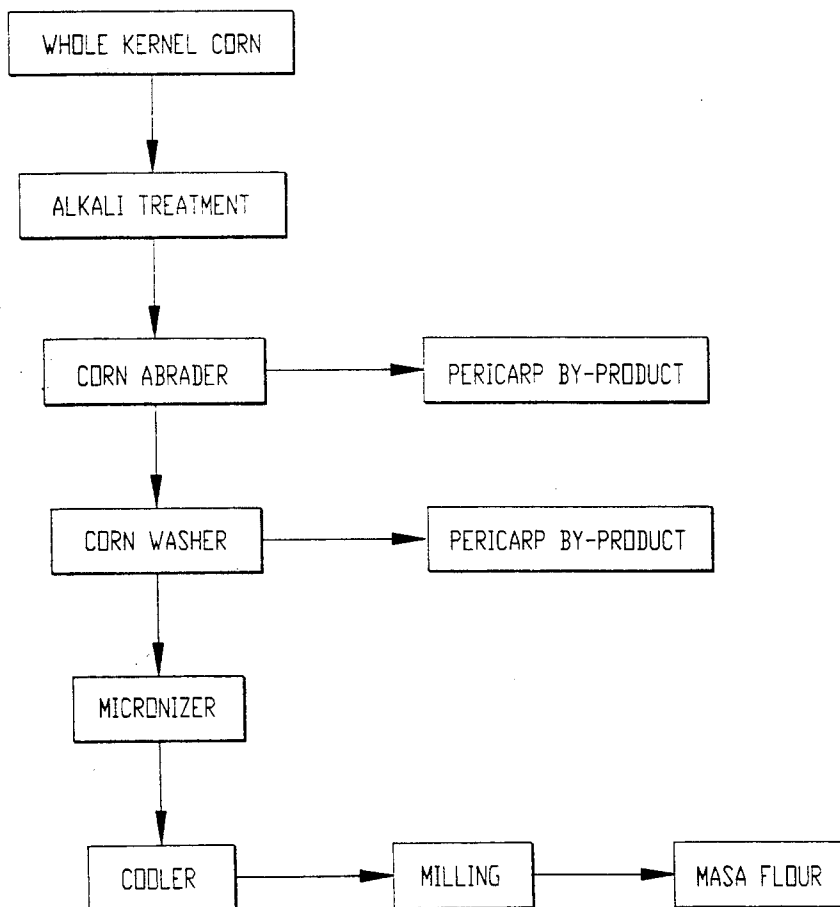 WHOLE KERNEL CORN
ALKALI TREATMENT
CORN ABRADER
PERICARP BY-PRODUCT
CORN WASHER
PERICARP BY-PRODUCT
MICRONIZER
COOLER
MILLING
MASA FLOUR